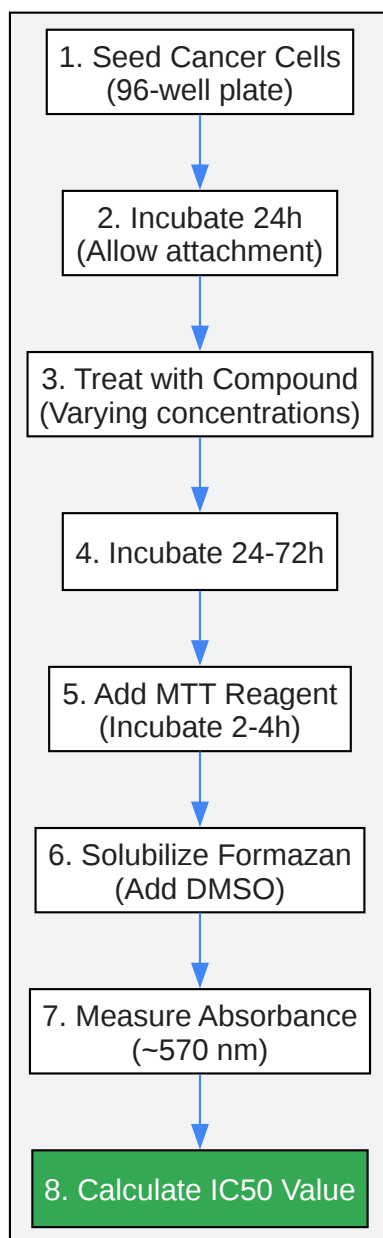 1. Seed Cancer Cells
(96-well plate)
2. Incubate 24h
(Allow attachment)
3. Treat with Compound
(Varying concentrations)
4. Incubate 24-72h
5. Add MTT Reagent
(Incubate 2-4h)
6. Solubilize Formazan
(Add DMSO)
7. Measure Absorbance
(~570 nm)
8. Calculate IC50 Value